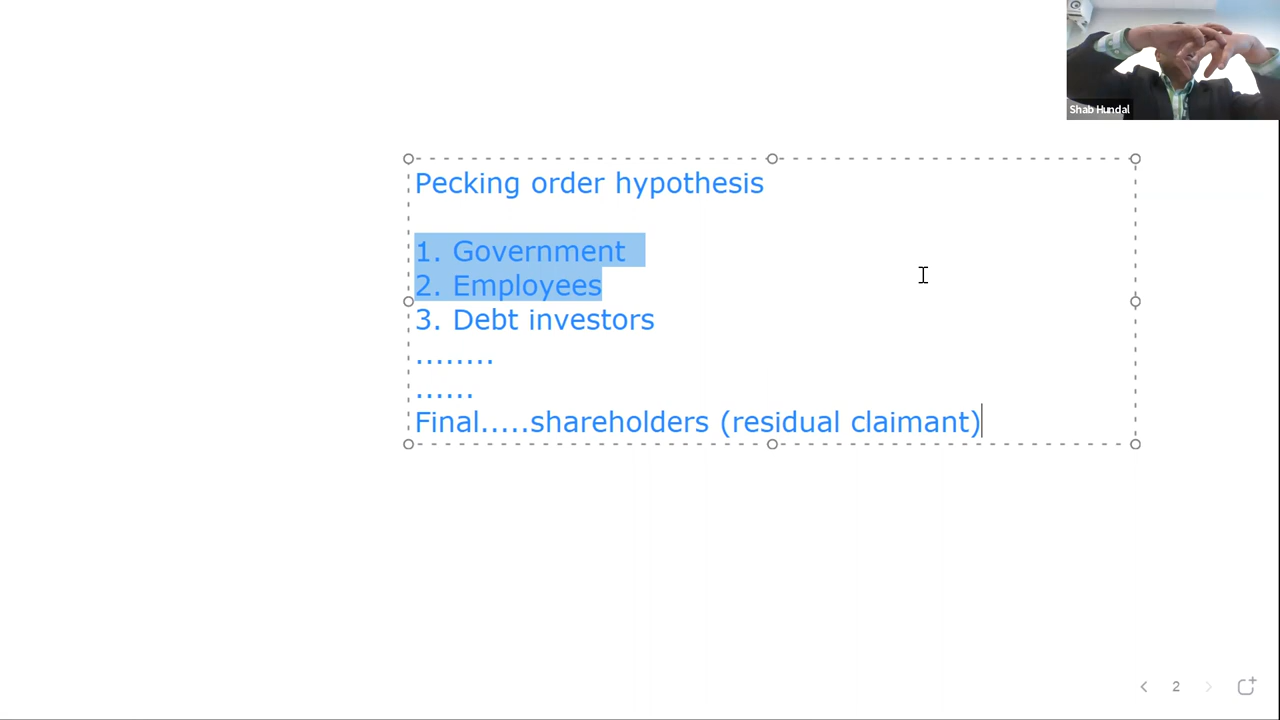 Shab Hundal
Pecking order hypothesis
1. Government
2. Employees
3. Debt investors
........
......
Final.....shareholders (residual claimant)
2